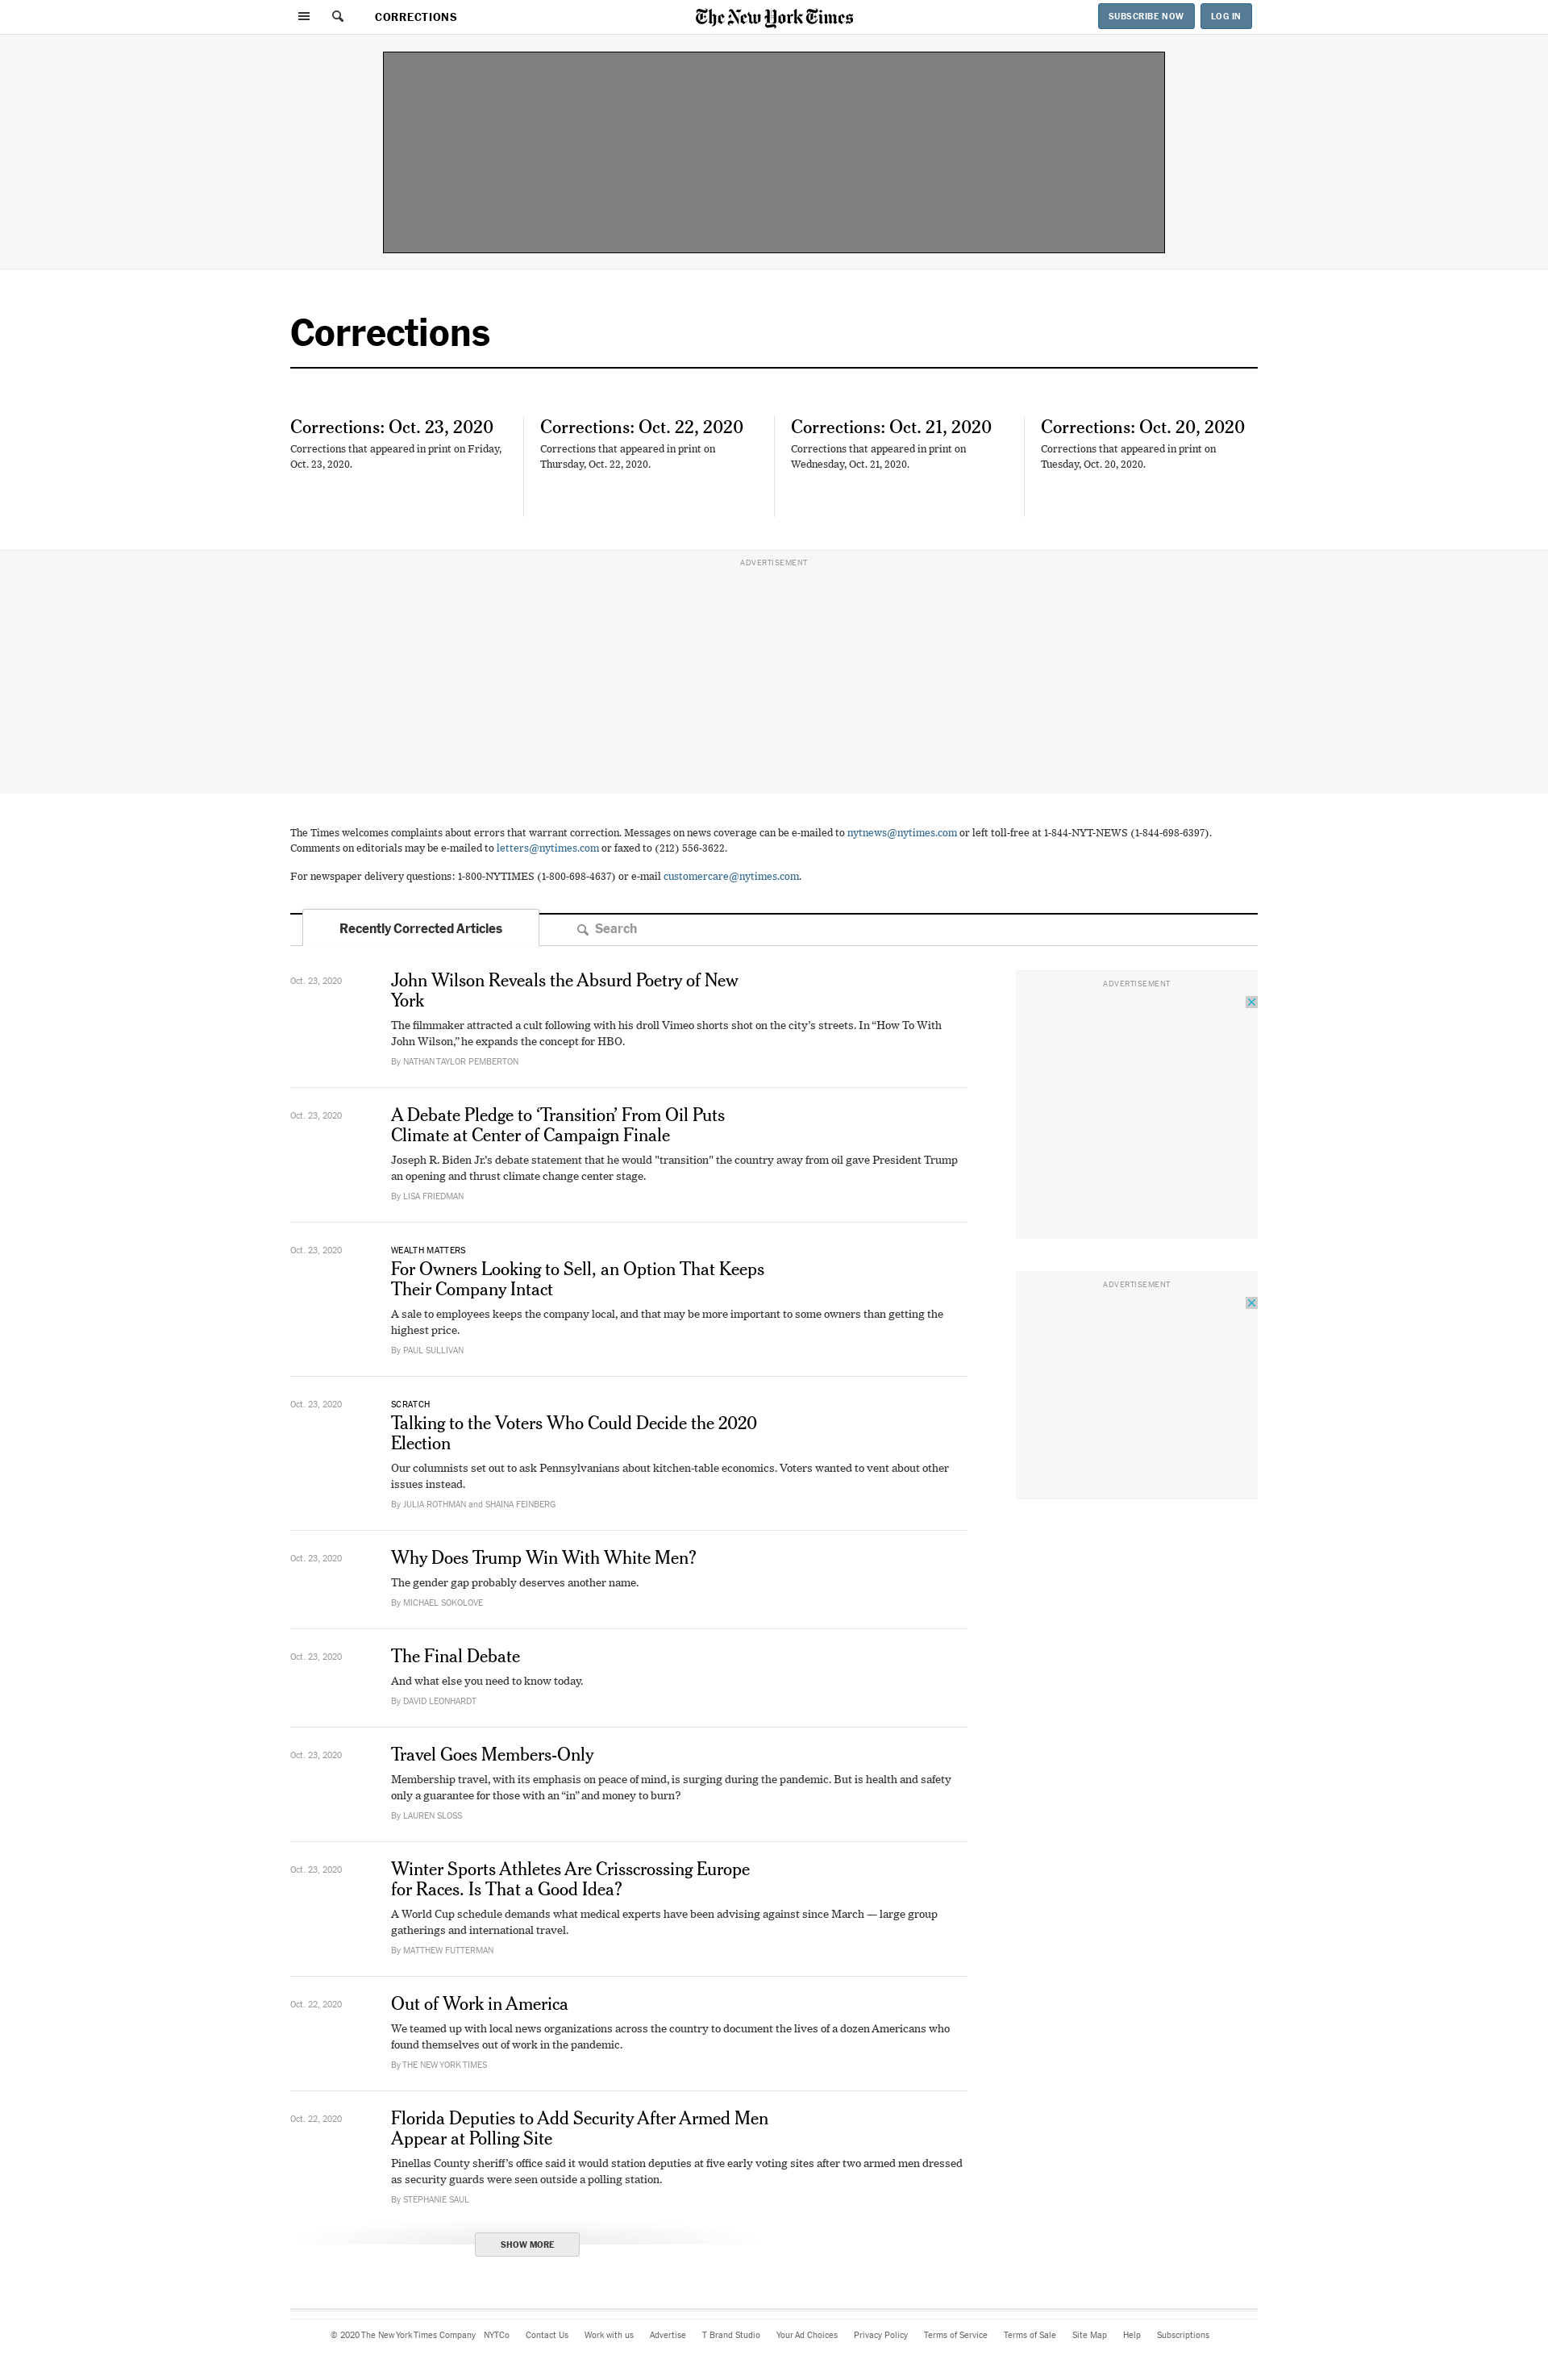 CORRECTIONS
The New York Times
SUBSCRIBE NOW
LOG IN
Corrections
Corrections: Oct. 23, 2020
Corrections that appeared in print on Friday,
Oct. 23, 2020.
Corrections: Oct. 22, 2020
Corrections that appeared in print on
Thursday, Oct. 22, 2020.
Corrections: Oct. 21, 2020
Corrections that appeared in print on
Wednesday, Oct. 21, 2020.
Corrections: Oct. 20, 2020
Corrections that appeared in print on
Tuesday, Oct. 20, 2020.
ADVERTISEMENT
The Times welcomes complaints about errors that warrant correction. Messages on news coverage can be e-mailed to nytnews@nytimes.com or left toll-free at 1-844-NYT-NEWS (1-844-698-6397).
Comments on editorials may be e-mailed to letters@nytimes.com or faxed to (212) 556-3622.
For newspaper delivery questions: 1-800-NYTIMES (1-800-698-4637) or e-mail customercare@nytimes.com.
Recently Corrected Articles
Search
Oct. 23, 2020
John Wilson Reveals the Absurd Poetry of New
York
The filmmaker attracted a cult following with his droll Vimeo shorts shot on the city's streets. In “How To With
John Wilson,” he expands the concept for HBO.
By NATHAN TAYLOR PEMBERTON
Oct. 23, 2020
A Debate Pledge to ‘Transition’ From Oil Puts
Climate at Center of Campaign Finale
Joseph R. Biden Jr.'s debate statement that he would "transition" the country away from oil gave President Trump
an opening and thrust climate change center stage.
By LISA FRIEDMAN
Oct. 23, 2020
WEALTH MATTERS
For Owners Looking to Sell, an Option That Keeps
Their Company Intact
A sale to employees keeps the company local, and that may be more important to some owners than getting the
highest price.
By PAUL SULLIVAN
Oct. 23, 2020
SCRATCH
Talking to the Voters Who Could Decide the 2020
Election
Our columnists set out to ask Pennsylvanians about kitchen-table economics. Voters wanted to vent about other
issues instead.
By JULIA ROTHMAN and SHAINA FEINBERG
Oct. 23, 2020
Why Does Trump Win With White Men?
The gender gap probably deserves another name.
By MICHAEL SOKOLOVE
Oct. 23, 2020
The Final Debate
And what else you need to know today.
By DAVID LEONHARDT
Oct. 23, 2020
Travel Goes Members-Only
Membership travel, with its emphasis on peace of mind, is surging during the pandemic. But is health and safety
only a guarantee for those with an “in” and money to burn?
By LAUREN SLOSS
Oct. 23, 2020
Winter Sports Athletes Are Crisscrossing Europe
for Races. Is That a Good Idea?
A World Cup schedule demands what medical experts have been advising against since March — large group
gatherings and international travel.
By MATTHEW FUTTERMAN
Oct. 22, 2020
Out of Work in America
We teamed up with local news organizations across the country to document the lives of a dozen Americans who
found themselves out of work in the pandemic.
By THE NEW YORK TIMES
Oct. 22, 2020
Florida Deputies to Add Security After Armed Men
Appear at Polling Site
Pinellas County sheriff’s office said it would station deputies at five early voting sites after two armed men dressed
as security guards were seen outside a polling station.
By STEPHANIE SAUL
SHOW MORE
ADVERTISEMENT
ADVERTISEMENT
© 2020 The New York Times Company NYTCo Contact Us Work with us Advertise T Brand Studio Your Ad Choices Privacy Policy Terms of Service Terms of Sale Site Map Help Subscriptions